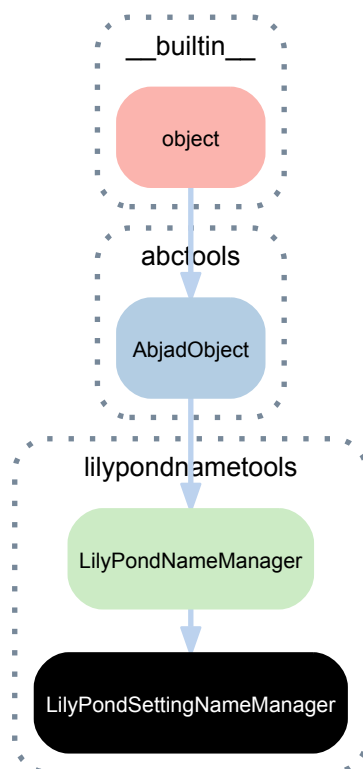 __builtin__
object
abctools
AbjadObject
lilypondnametools
LilyPondNameManager
LilyPondSettingNameManager